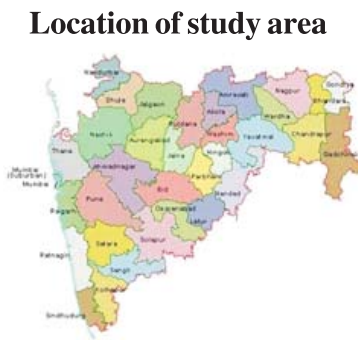 Location of study area
Nandurbar
Dhule
Jalgaon
Amravati
Nagpur
Gondiya
Bhandara
Akola
Wardha
Buldana
Washim
Nashik
Aurangabad
Yavatmal
Chandrapur
Gadchiroli
Thane
Jalna
Hingoli
Mumbai
(Suburban)
Mumbai
Ahmadnagar
Parbhani
Bid
Nanded
Pune
Raigarh
Osmanabad
Latur
Satara
Solapur
Ratnagiri
Sangli
Kolhapur
Sindhudurg